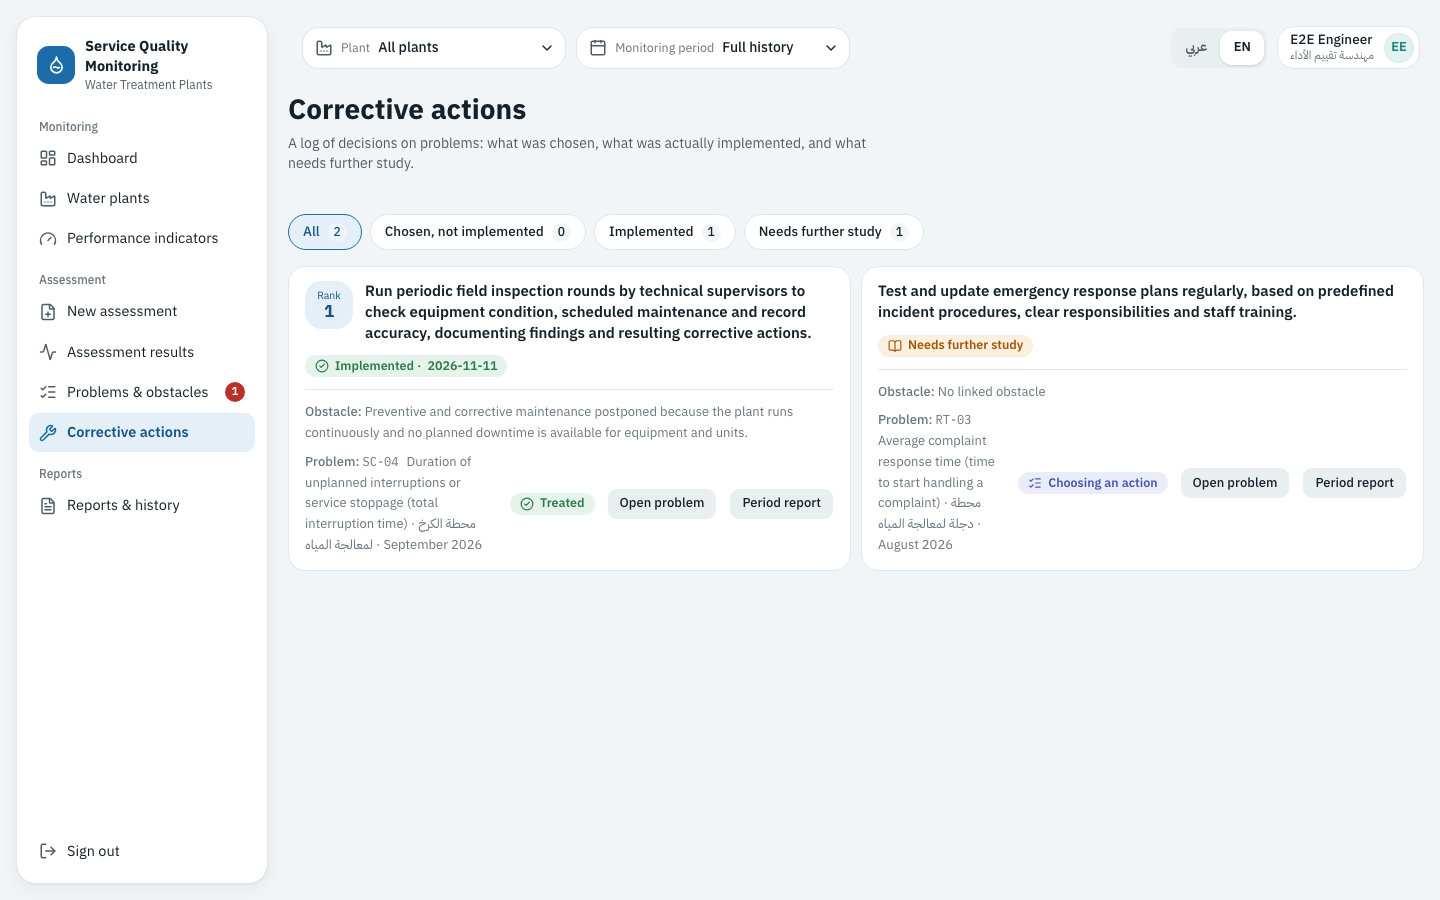 Service Quality
Monitoring
Water Treatment Plants
Monitoring
Dashboard
Water plants
Performance indicators
Assessment
New assessment
Assessment results
Problems & obstacles 1
Corrective actions
Reports
Reports & history
Sign out
Plant All plants
Monitoring period Full history
عربي EN
E2E Engineer
مهندسة تقييم الأداء
EE
Corrective actions
A log of decisions on problems: what was chosen, what was actually implemented, and what
needs further study.
All 2
Chosen, not implemented 0
Implemented 1
Needs further study 1
Rank
1
Run periodic field inspection rounds by technical supervisors to
check equipment condition, scheduled maintenance and record
accuracy, documenting findings and resulting corrective actions.
Implemented · 2026-11-11
Obstacle: Preventive and corrective maintenance postponed because the plant runs
continuously and no planned downtime is available for equipment and units.
Problem: SC-04 Duration of
unplanned interruptions or
service stoppage (total
interruption time) · محطة الكرخ
لمعالجة المياه · September 2026
Treated
Open problem
Period report
Test and update emergency response plans regularly, based on predefined
incident procedures, clear responsibilities and staff training.
Needs further study
Obstacle: No linked obstacle
Problem: RT-03
Average complaint
response time (time
to start handling a
complaint) · محطة
دجلة لمعالجة المياه ·
August 2026
Choosing an action
Open problem
Period report